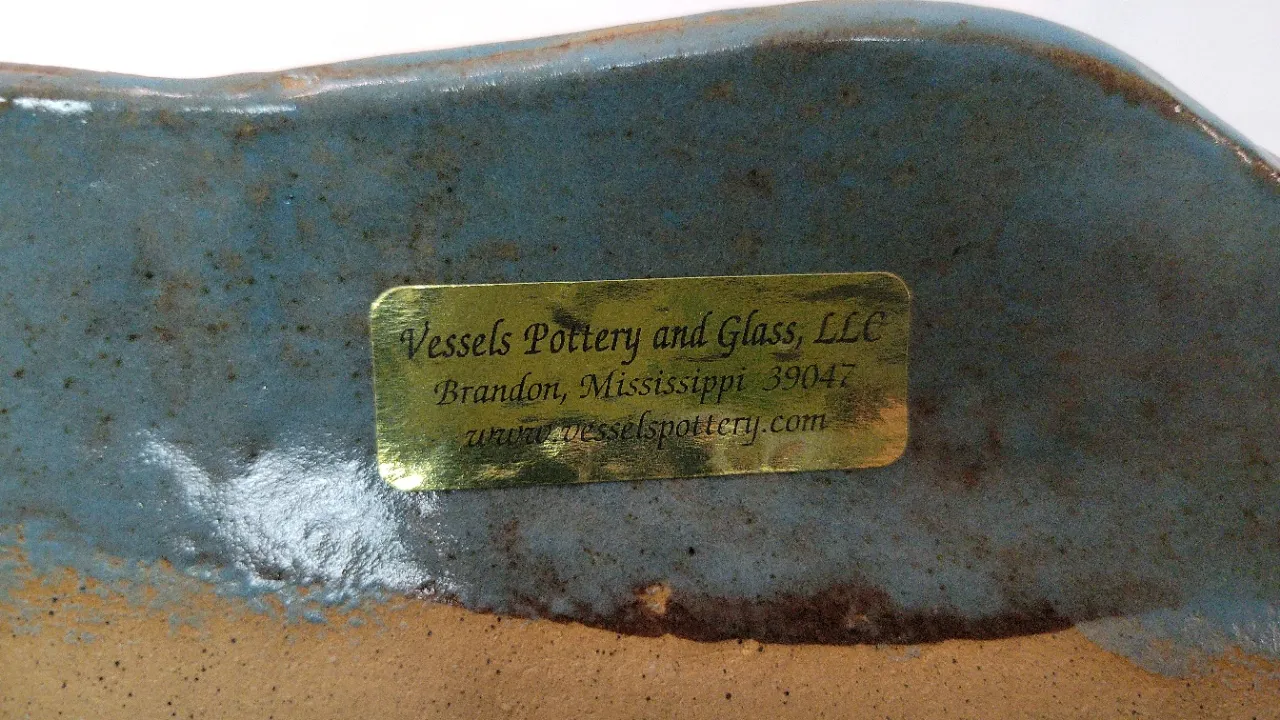 Vessels Pottery and Glass, LLC
Brandon, Mississippi 39047
www.vesselspottery.com